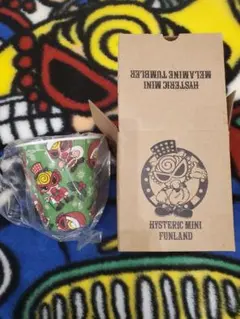 HYSTERIC MINI
MELAMINE TUMBLER
HYSTERIC MINI
FUNLAND